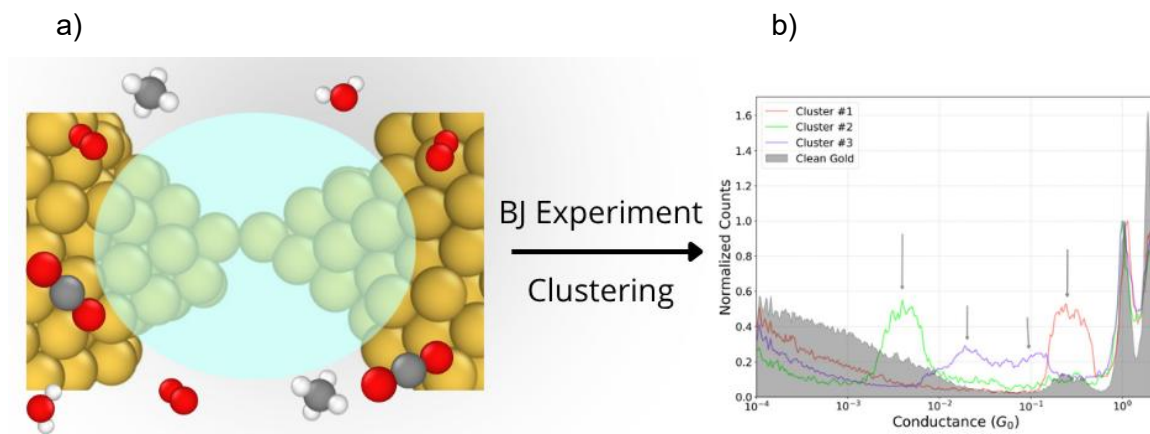 a)
b)
BJ Experiment
Clustering
Cluster #1
Cluster #2
Cluster #3
Clean Gold
Normalized Counts
1.6
1.4
1.2
1.0
0.8
0.6
0.4
0.2
0.0
10⁻⁴
10⁻³
10⁻²
10⁻¹
10⁰
Conductance (G₀)